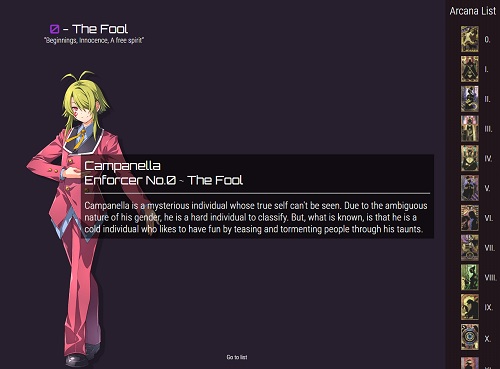 0 - The Fool
"Beginnings, Innocence, A free spirit"
Campanella
Enforcer No.0 - The Fool
Campanella is a mysterious individual whose true self can't be seen. Due to the ambiguous
nature of his gender, he is a hard individual to classify. But, what is known, is that he is a
cold individual who likes to have fun by teasing and tormenting people through his taunts.
Go to list
Arcana List
0.
I.
II.
III.
IV.
V.
VI.
VII.
VIII.
IX.
X.